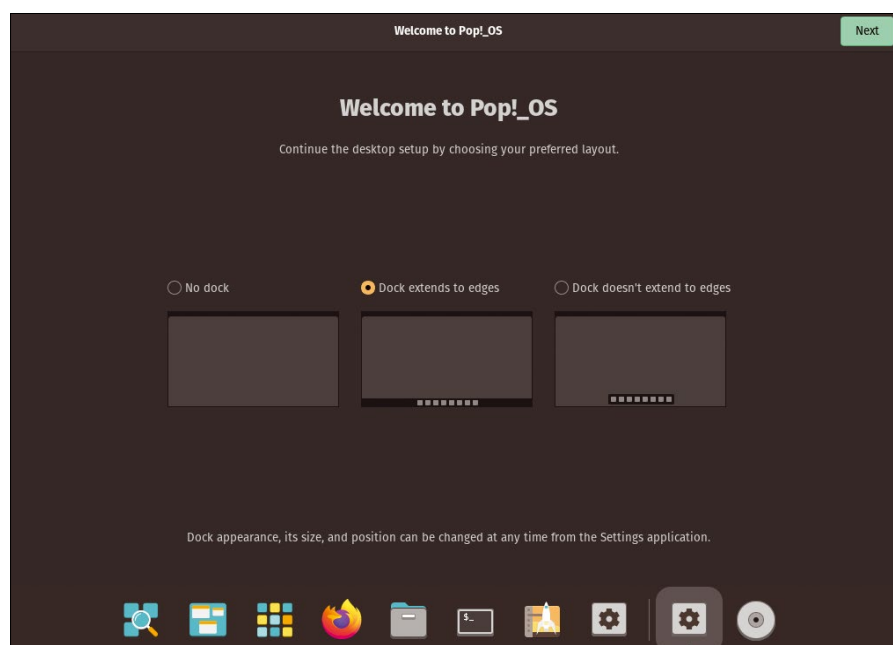 Welcome to Pop!_OS
Next
Welcome to Pop!_OS
Continue the desktop setup by choosing your preferred layout.
No dock
Dock extends to edges
Dock doesn't extend to edges
Dock appearance, its size, and position can be changed at any time from the Settings application.
$_